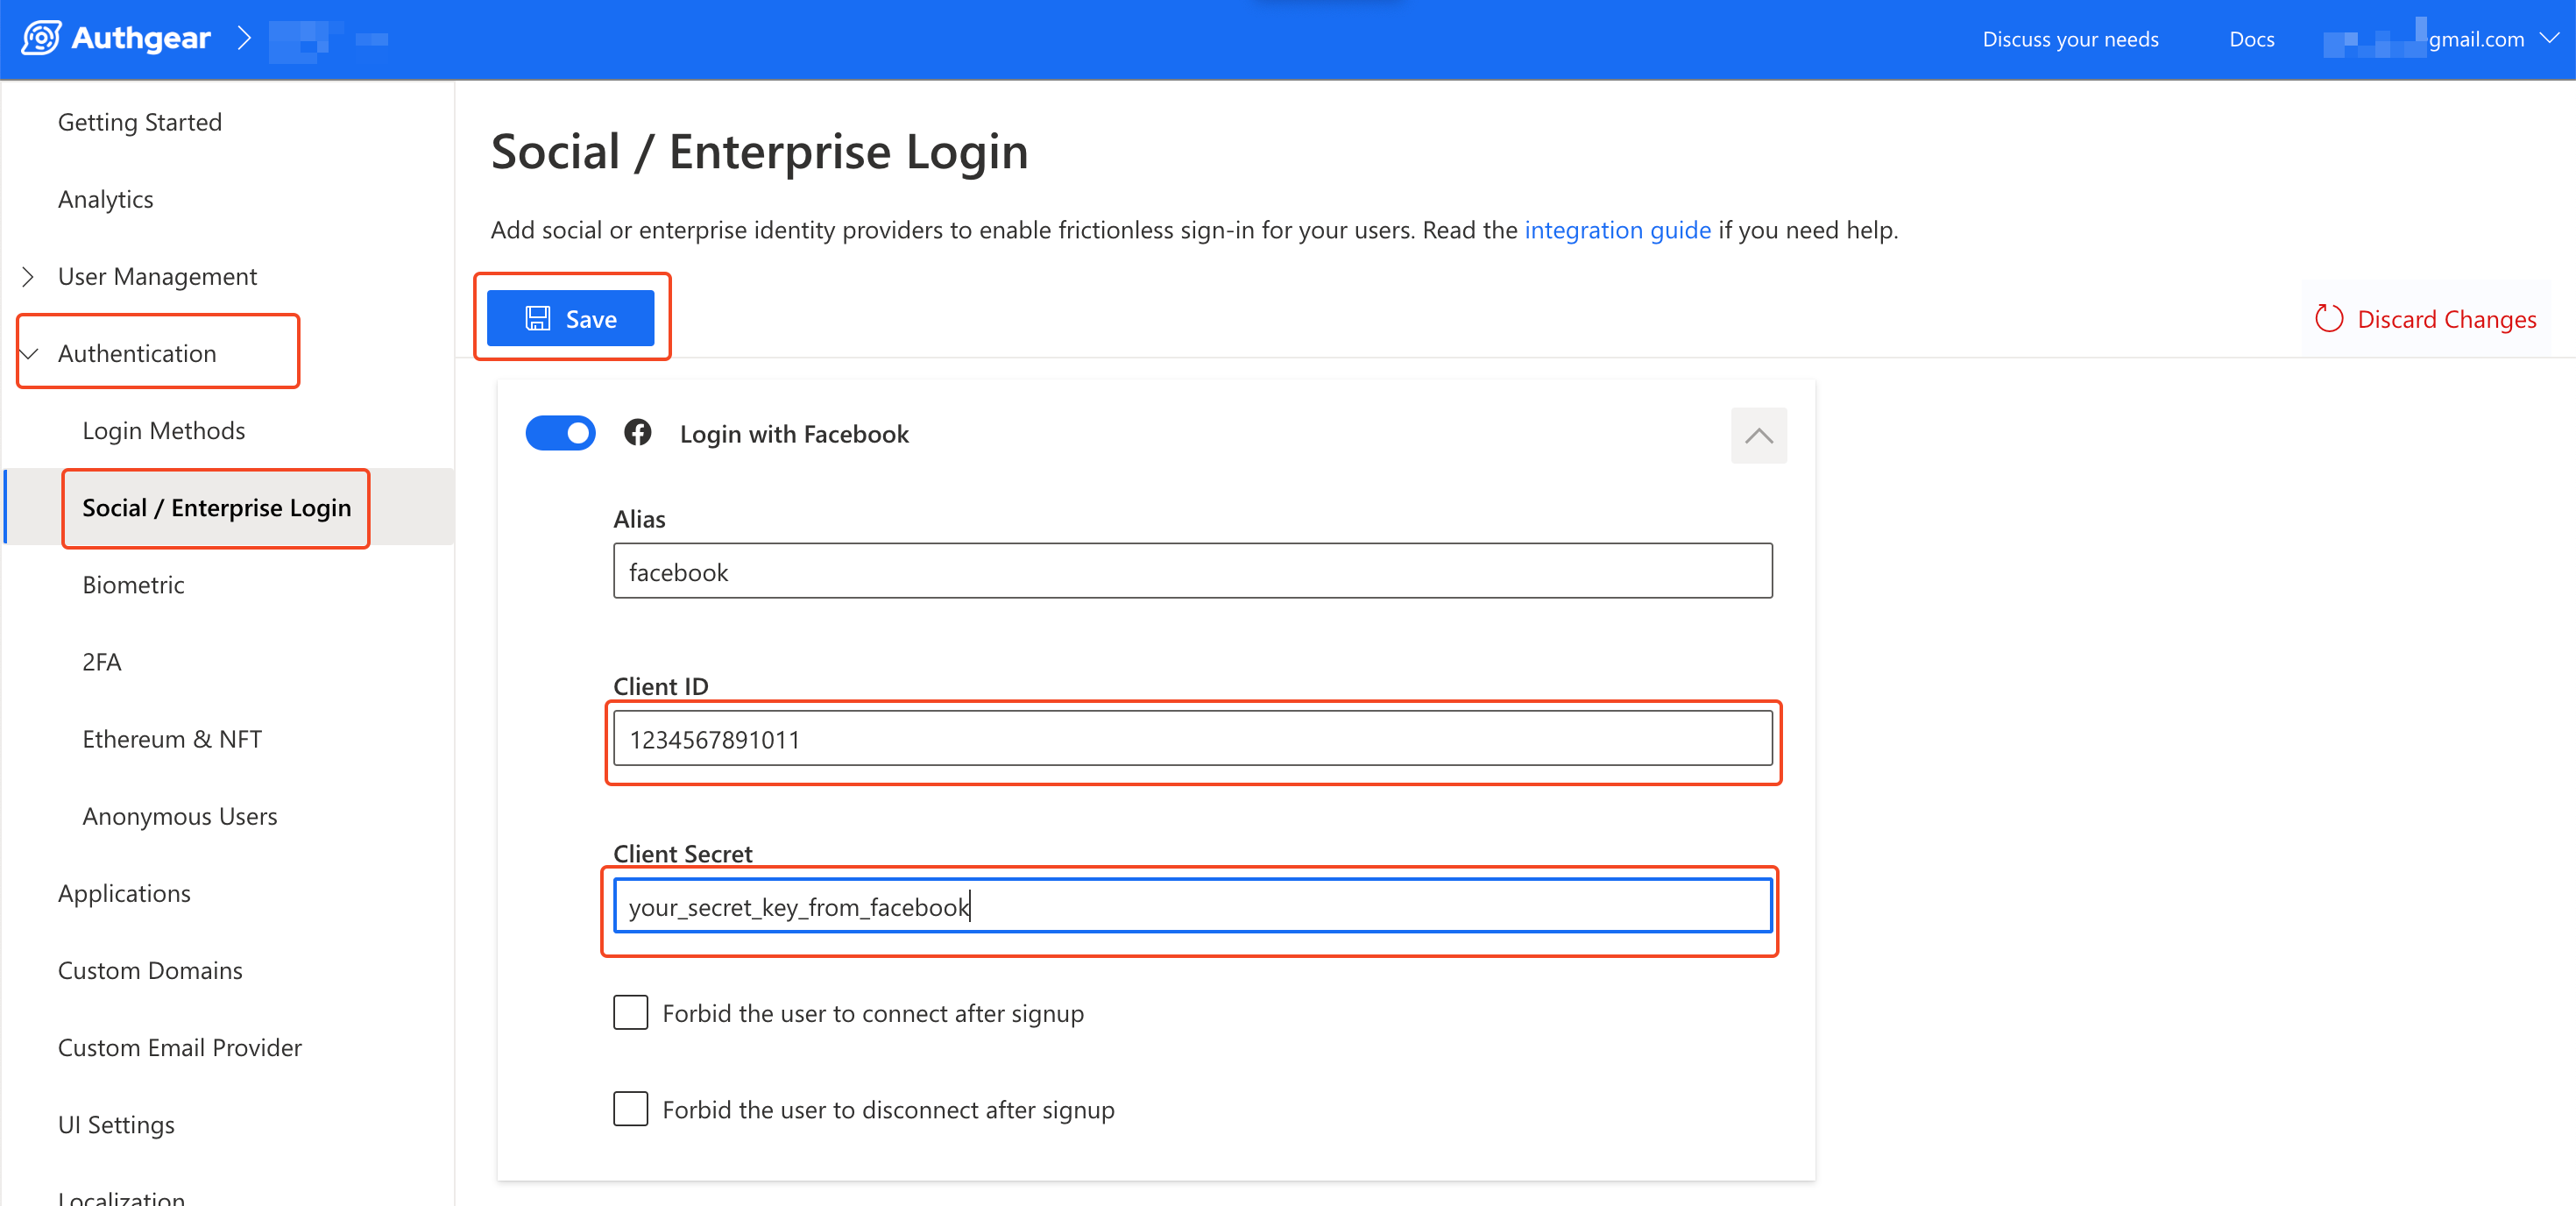 Authgear
Discuss your needs
Docs
gmail.com
Getting Started
Analytics
User Management
Authentication
Login Methods
Social / Enterprise Login
Biometric
2FA
Ethereum & NFT
Anonymous Users
Applications
Custom Domains
Custom Email Provider
UI Settings
Localization
Social / Enterprise Login
Add social or enterprise identity providers to enable frictionless sign-in for your users. Read the integration guide if you need help.
Save
Discard Changes
Login with Facebook
Alias
facebook
Client ID
1234567891011
Client Secret
your_secret_key_from_facebook
Forbid the user to connect after signup
Forbid the user to disconnect after signup